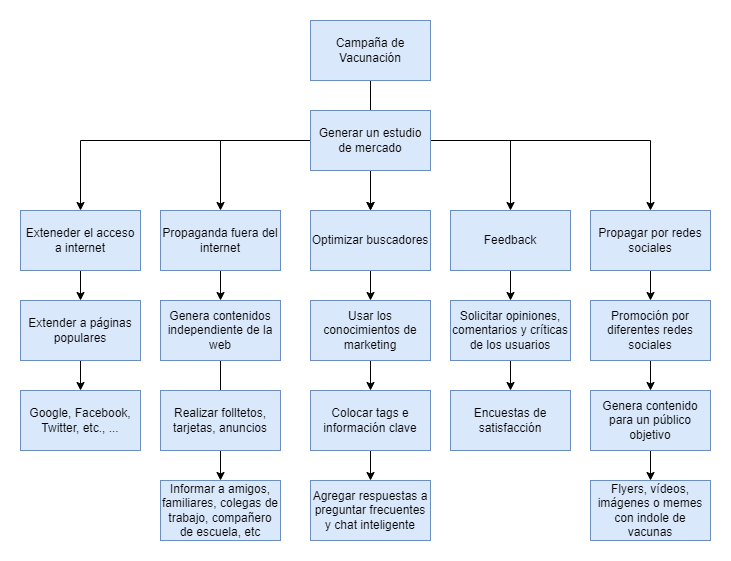 Campaña de
Vacunación
Generar un estudio
de mercado
Exteneder el acceso
a internet
Propaganda fuera del
internet
Optimizar buscadores
Feedback
Propagar por redes
sociales
Extender a páginas
populares
Genera contenidos
independiente de la
web
Usar los
conocimientos de
marketing
Solicitar opiniones,
comentarios y críticas
de los usuarios
Promoción por
diferentes redes
sociales
Google, Facebook,
Twitter, etc., ...
Realizar folltetos,
tarjetas, anuncios
Colocar tags e
información clave
Encuestas de
satisfacción
Genera contenido
para un público
objetivo
Informar a amigos,
familiares, colegas de
trabajo, compañero
de escuela, etc
Agregar respuestas a
preguntar frecuentes
y chat inteligente
Flyers, vídeos,
imágenes o memes
con indole de
vacunas